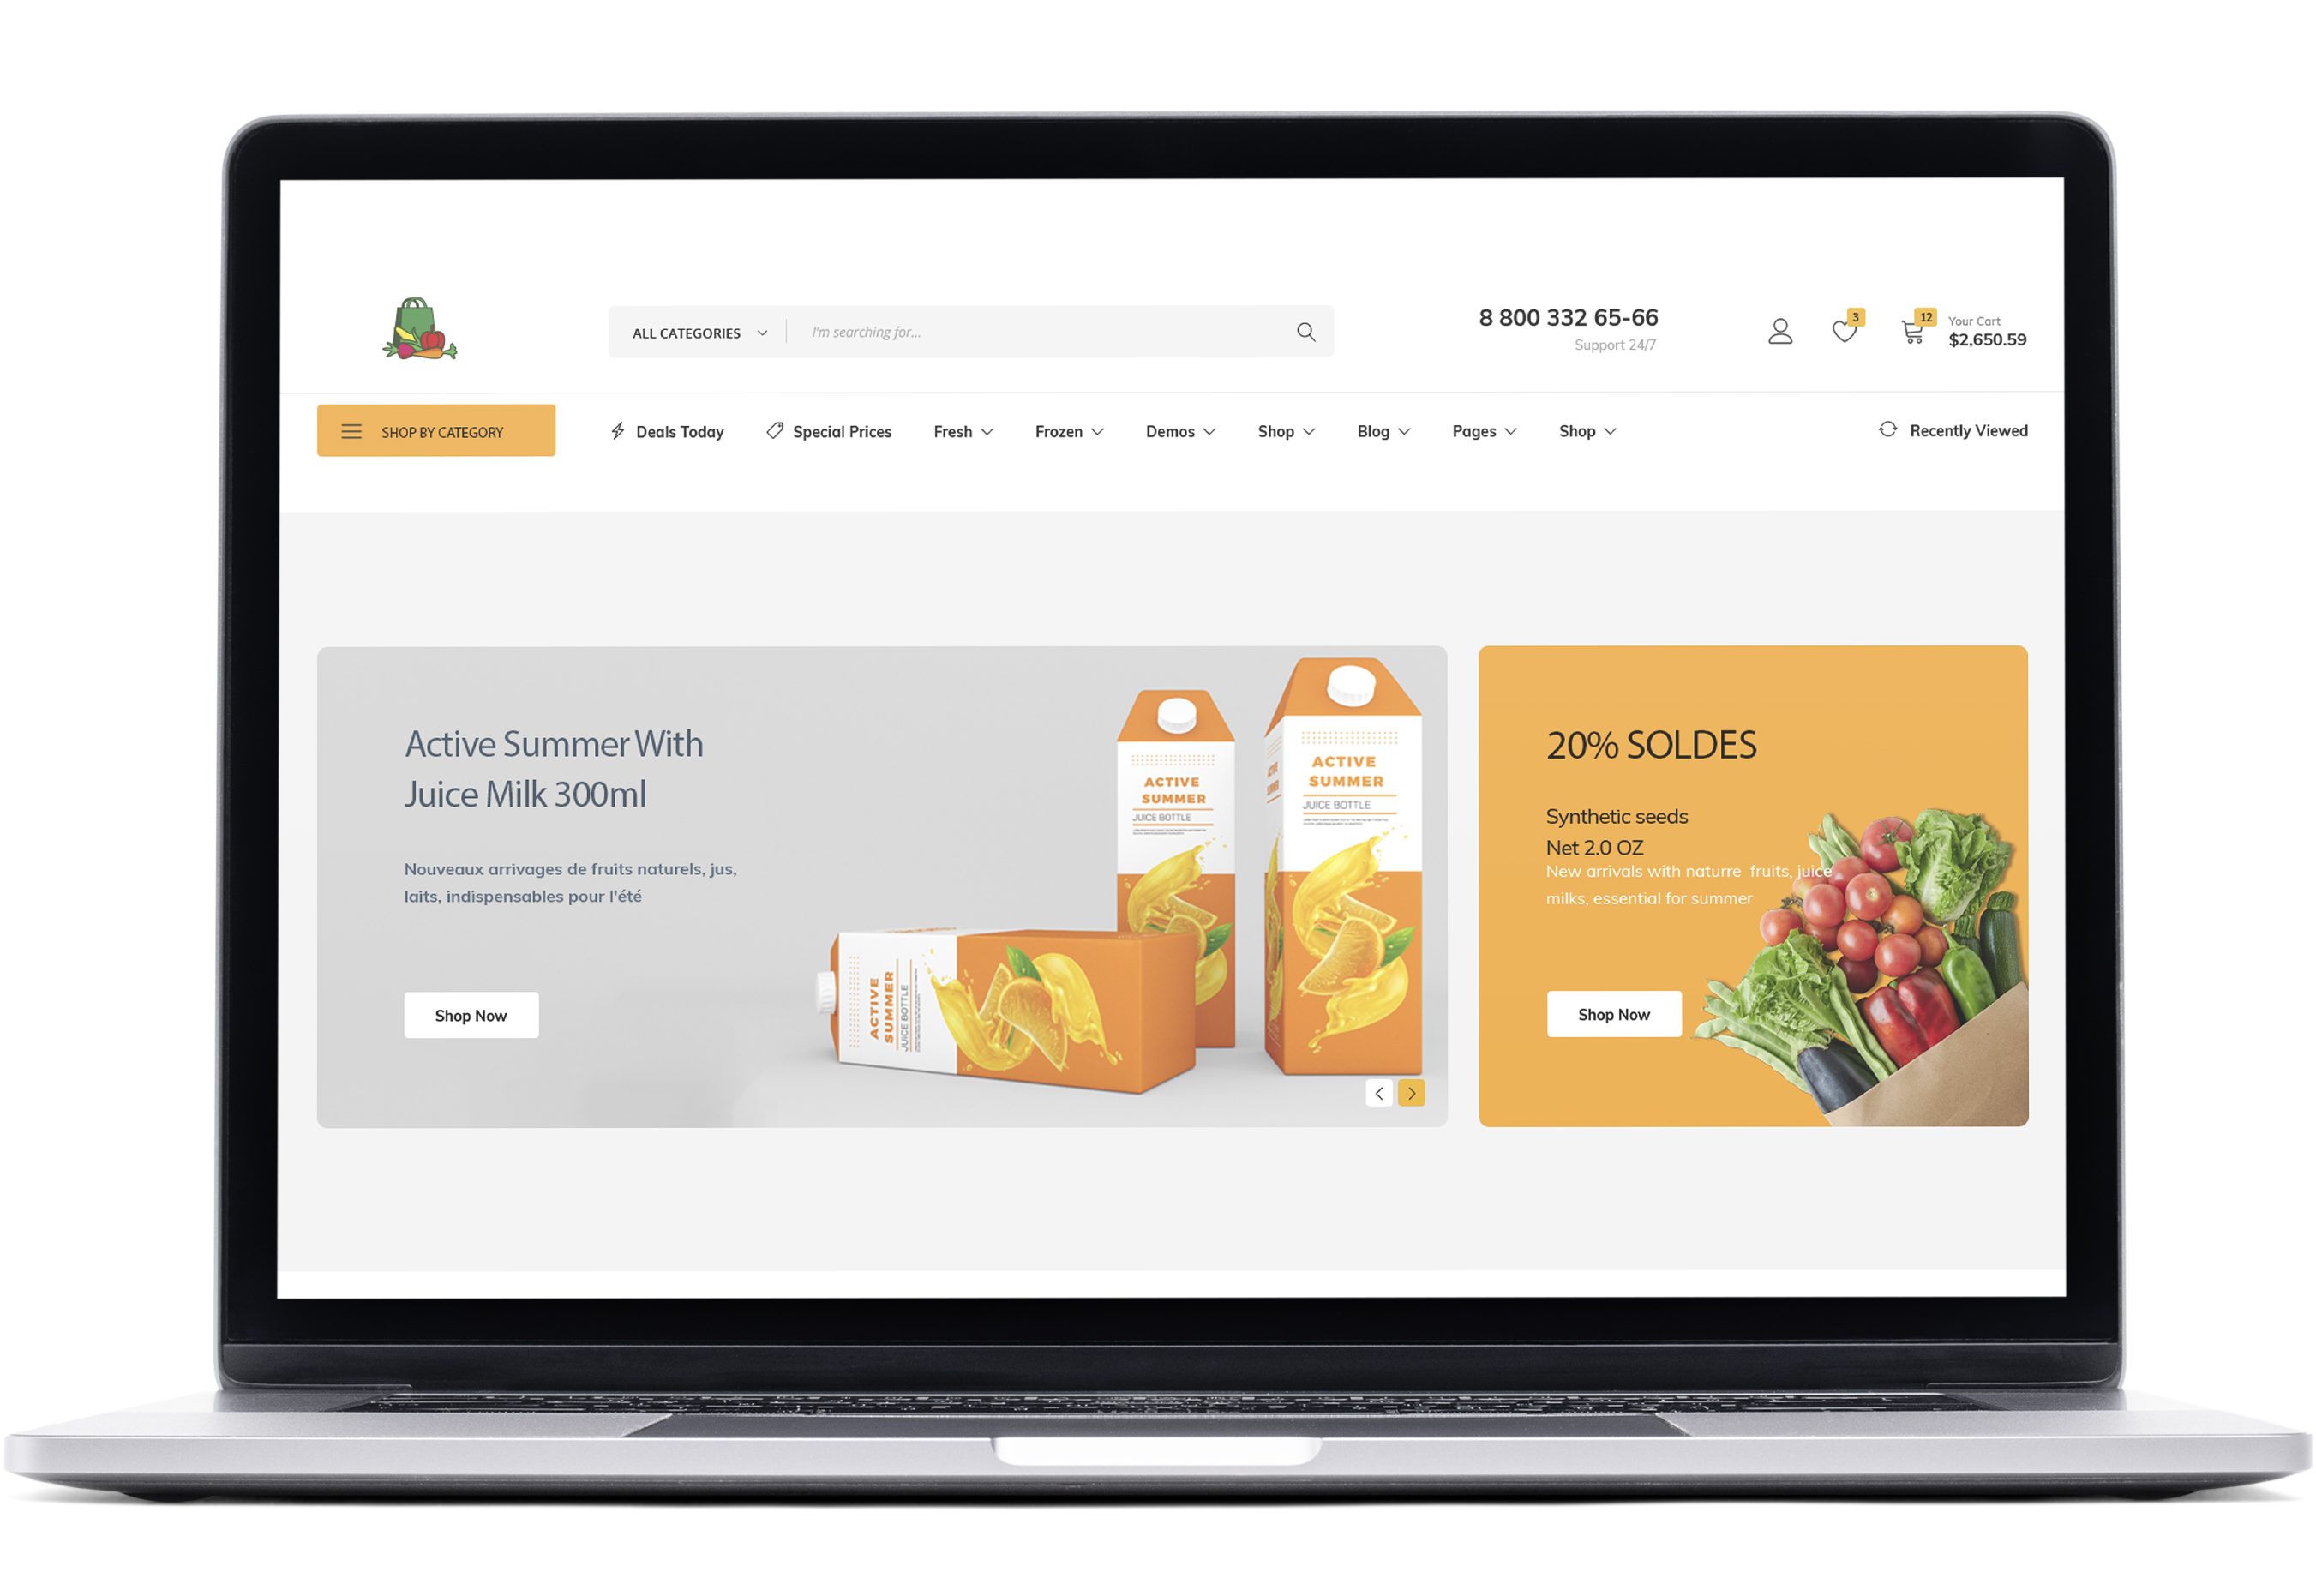 ALL CATEGORIES
I'm searching for...
8 800 332 65-66
Support 24/7
3
12
Your Cart
$2,650.59
SHOP BY CATEGORY
Deals Today
Special Prices
Fresh
Frozen
Demos
Shop
Blog
Pages
Shop
Recently Viewed
Active Summer With
Juice Milk 300ml
Nouveaux arrivages de fruits naturels, jus,
laits, indispensables pour l'été
Shop Now
ACTIVE
SUMMER
JUICE BOTTLE
ACTIVE
SUMMER
JUICE BOTTLE
ACTIVE
SUMMER
JUICE BOTTLE
20% SOLDES
Synthetic seeds
Net 2.0 OZ
New arrivals with naturre fruits, juice
milks, essential for summer
Shop Now